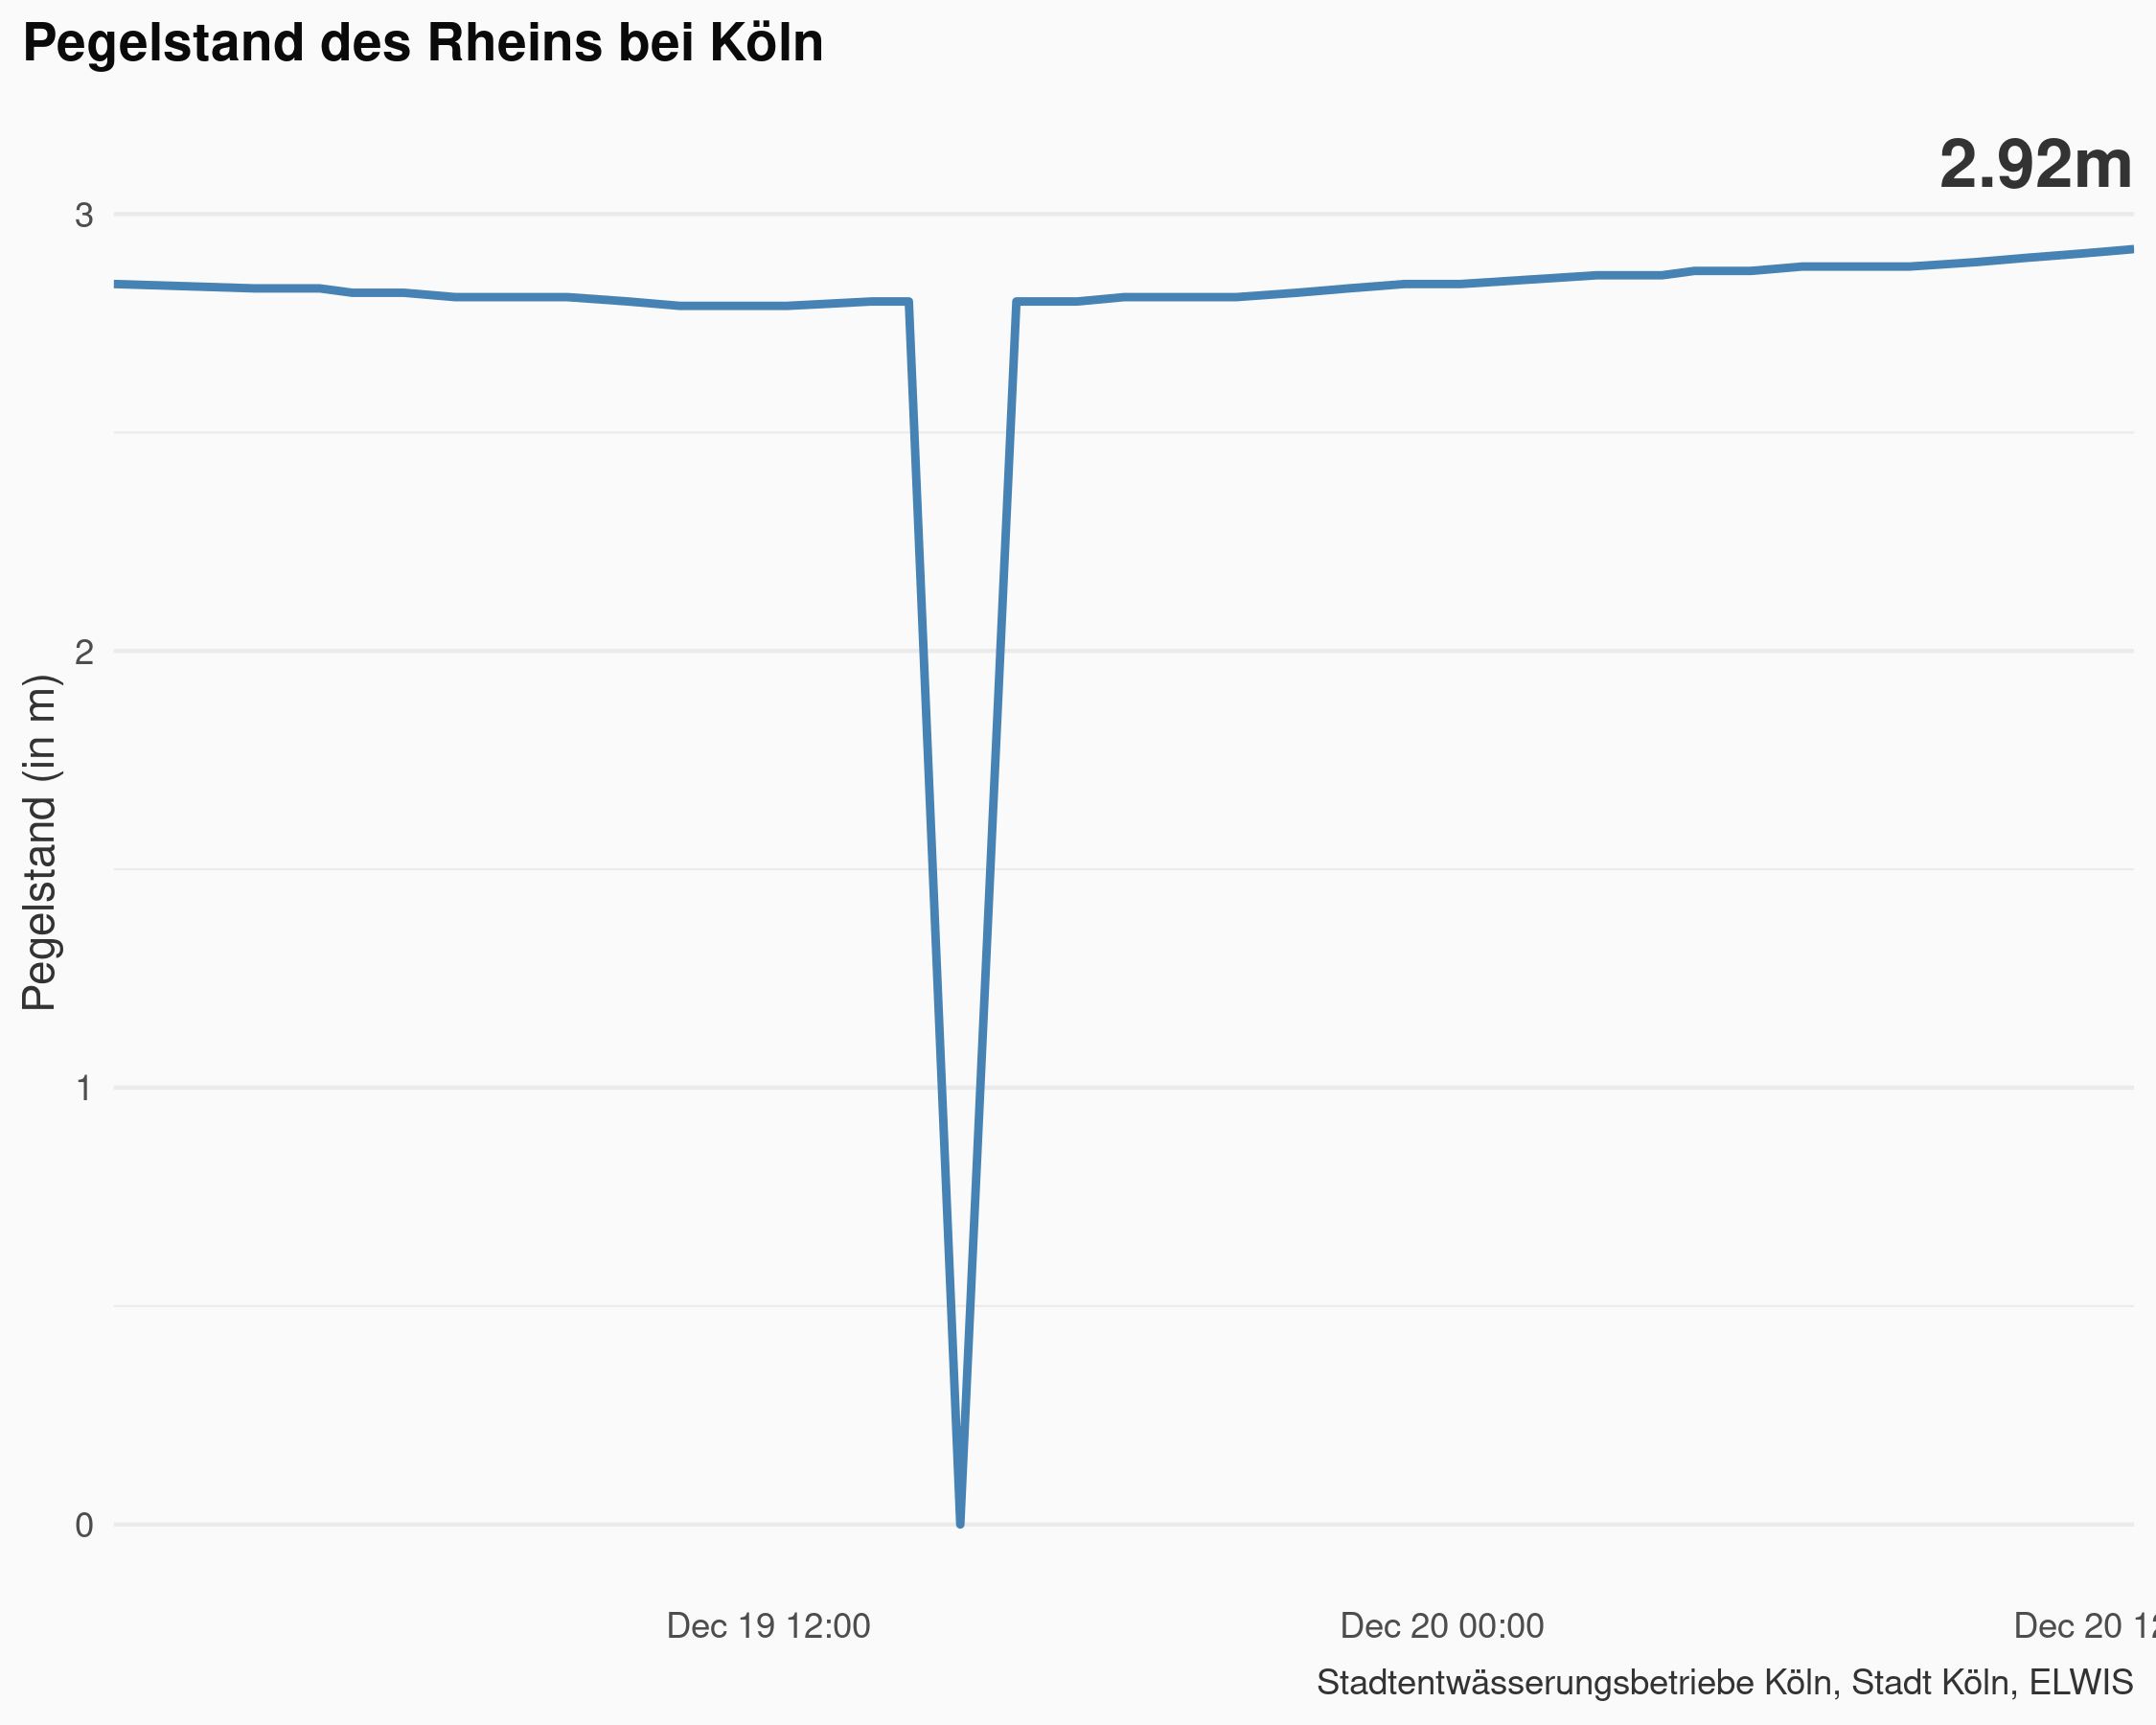 Pegelstand des Rheins bei Köln
2.92m
3
2
1
0
Pegelstand (in m)
Dec 19 12:00
Dec 20 00:00
Dec 20 12
Stadtentwässerungsbetriebe Köln, Stadt Köln, ELWIS